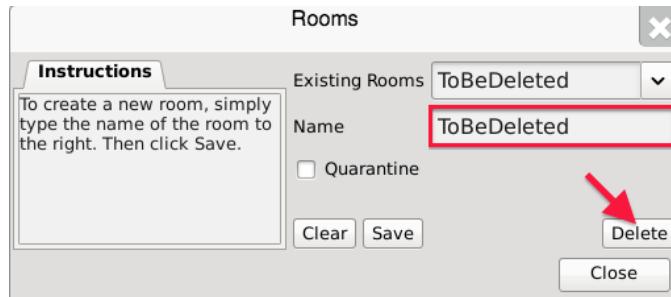 Rooms
Instructions
To create a new room, simply
type the name of the room to
the right. Then click Save.
Existing Rooms ToBeDeleted
Name ToBeDeleted
Quarantine
Clear Save Delete
Close